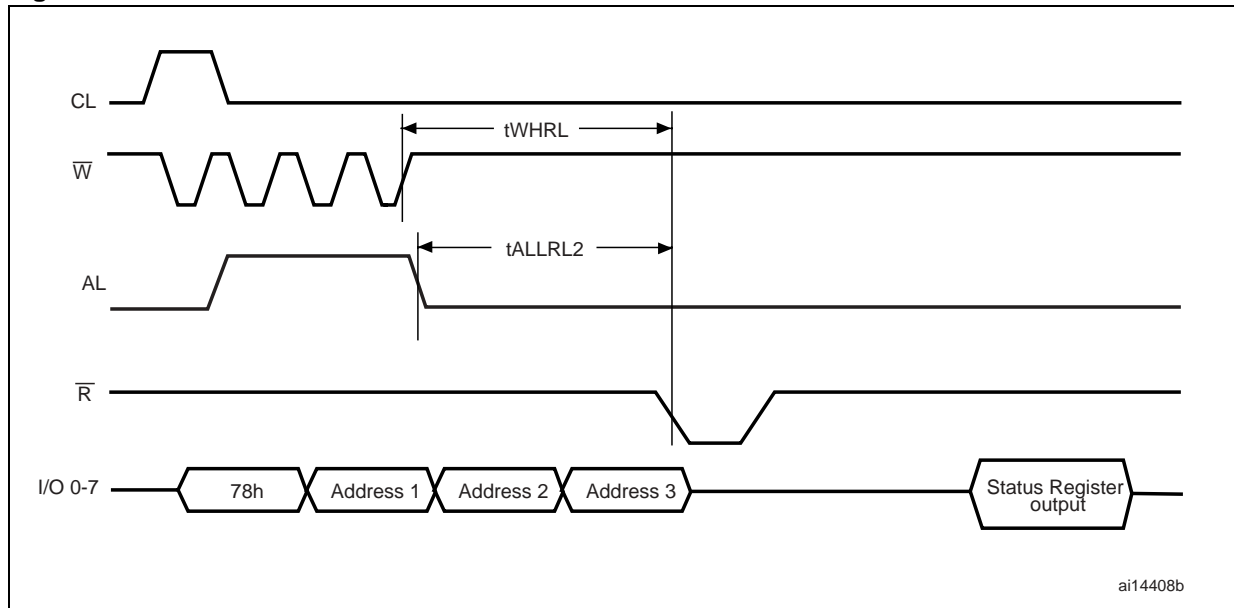 CL
tWHRL
W̅
tALLRL2
AL
R̅
I/O 0-7
78h
Address 1
Address 2
Address 3
Status Register
output
ai14408b